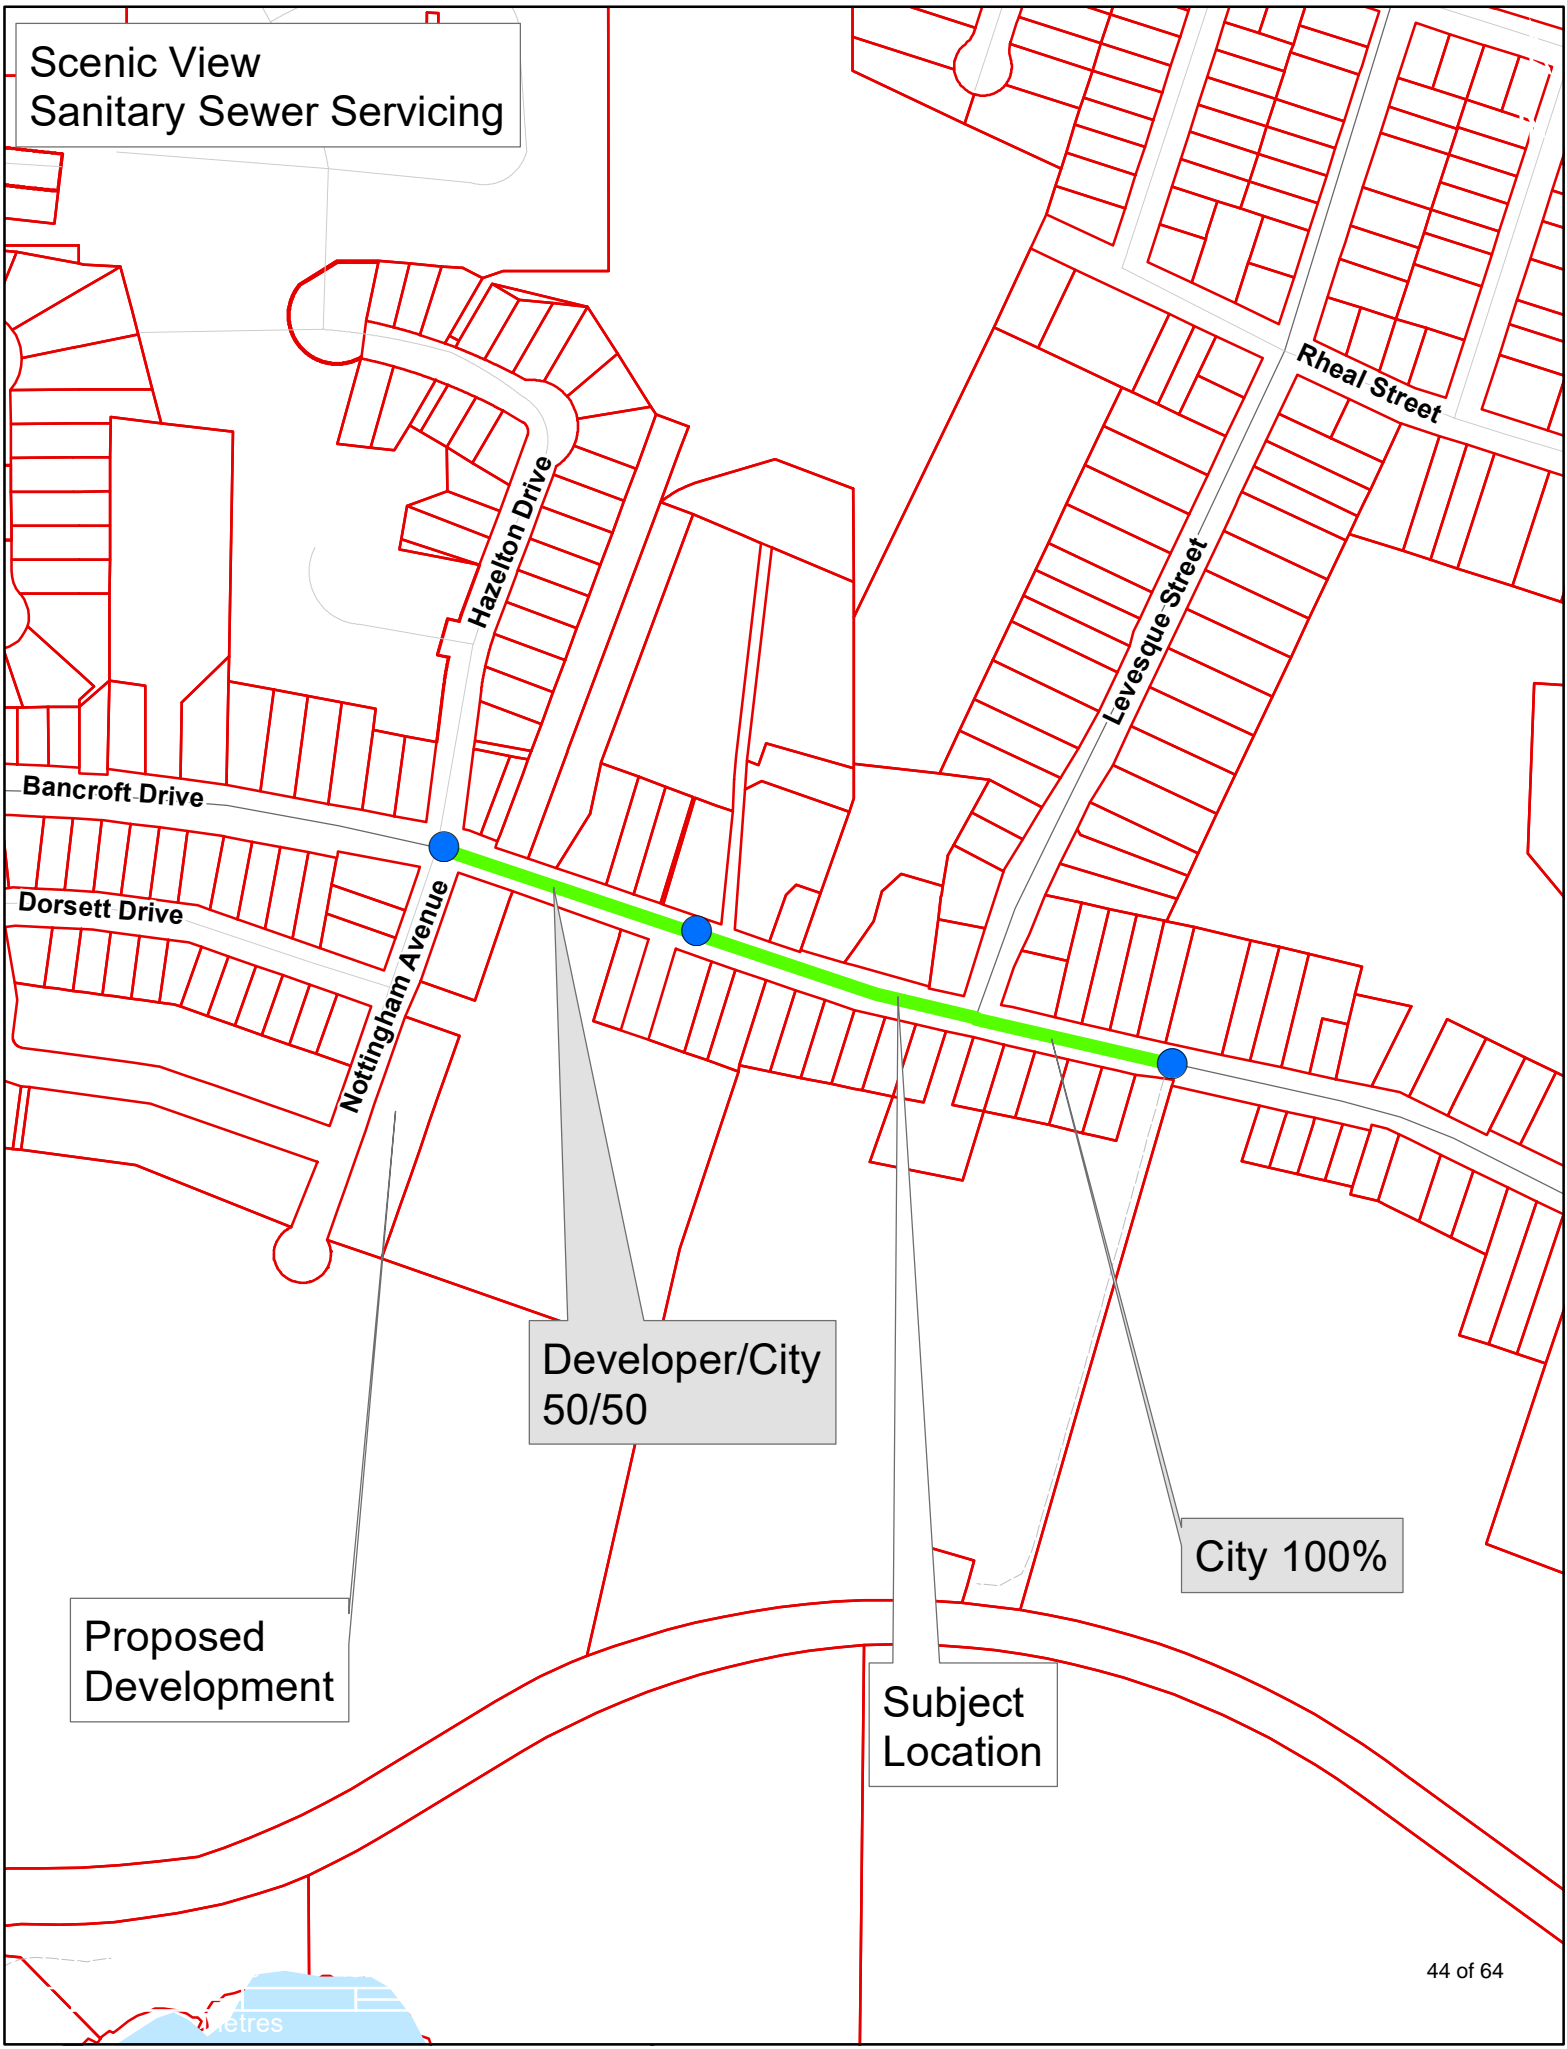 Scenic View
Sanitary Sewer Servicing
Rheal Street
Hazelton Drive
Levesque Street
Bancroft Drive
Dorsett Drive
Nottingham Avenue
Developer/City
50/50
City 100%
Proposed
Development
Subject
Location
44 of 64